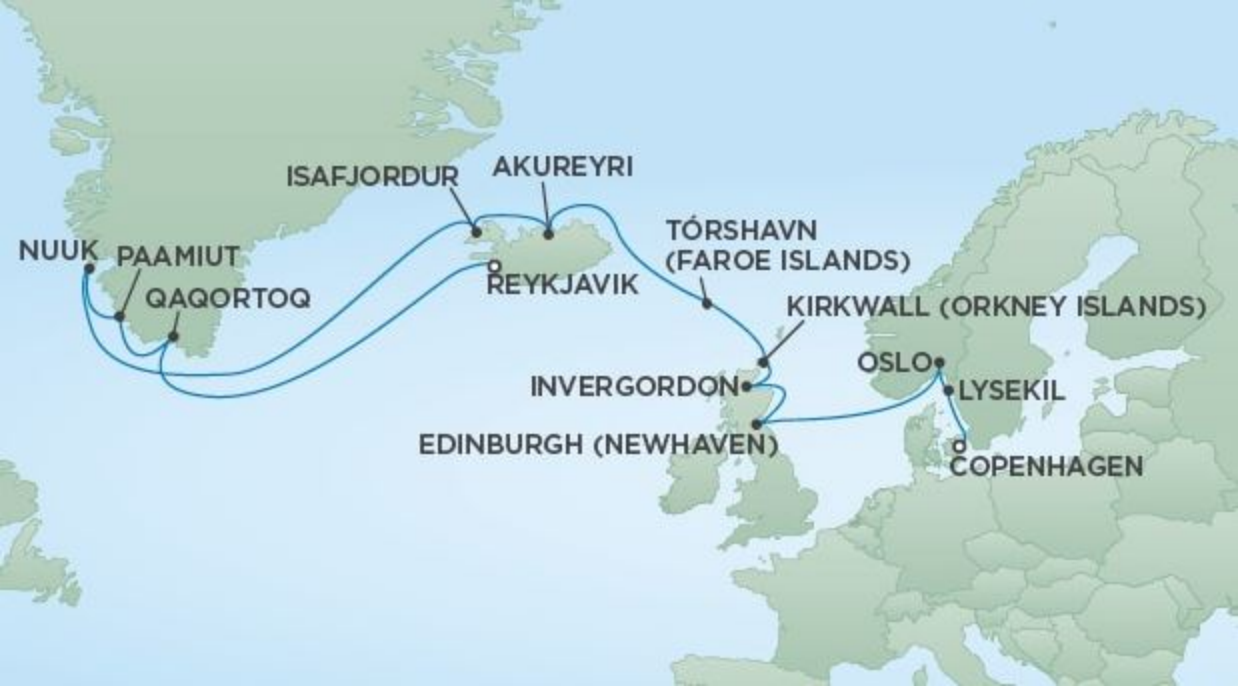 AKUREYRI
ISAFJORDUR
TÓRSHAVN
(FAROE ISLANDS)
NUUK
PAAMIUT
REYKJAVIK
QAQORTOQ
KIRKWALL (ORKNEY ISLANDS)
OSLO
INVERGORDON
LYSEKIL
EDINBURGH (NEWHAVEN)
COPENHAGEN